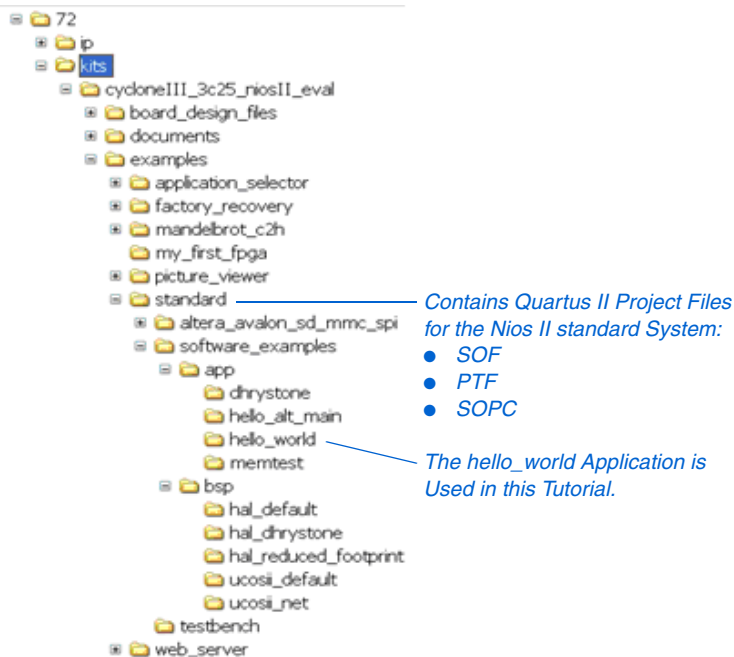 72
ip
kits
cycloneIII_3c25_niosII_eval
board_design_files
documents
examples
application_selector
factory_recovery
mandelbrot_c2h
my_first_fpga
picture_viewer
standard
altera_avalon_sd_mmc_spi
software_examples
app
dhrystone
hello_alt_main
hello_world
memtest
bsp
hal_default
hal_dhrystone
hal_reduced_footprint
ucosii_default
ucosii_net
testbench
web_server
Contains Quartus II Project Files
for the Nios II standard System:
● SOF
● PTF
● SOPC
The hello_world Application is
Used in this Tutorial.